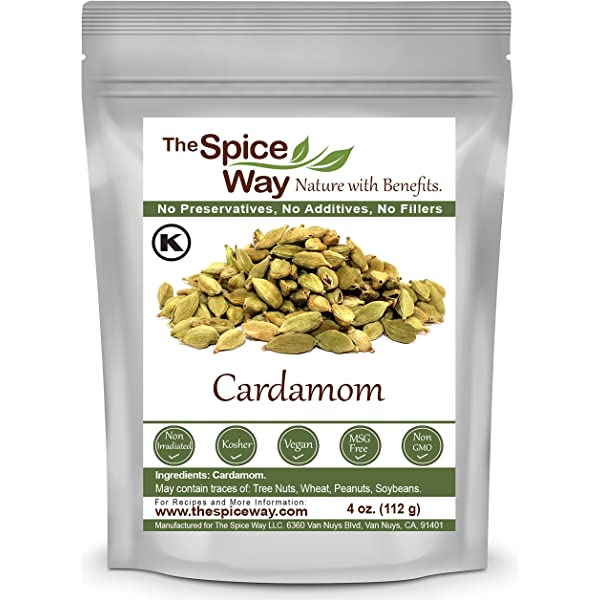 The Spice
Way Nature with Benefits.
No Preservatives, No Additives, No Fillers
K
Cardamom
Non
Irradiated
Kosher
Vegan
MSG
Free
Non
GMO
Ingredients: Cardamom.
May contain traces of: Tree Nuts, Wheat, Peanuts, Soybeans.
For Recipes and More Information:
www.thespiceway.com
4 oz. (112 g)
Manufactured for The Spice Way LLC. 6360 Van Nuys Blvd, Van Nuys, CA, 91401